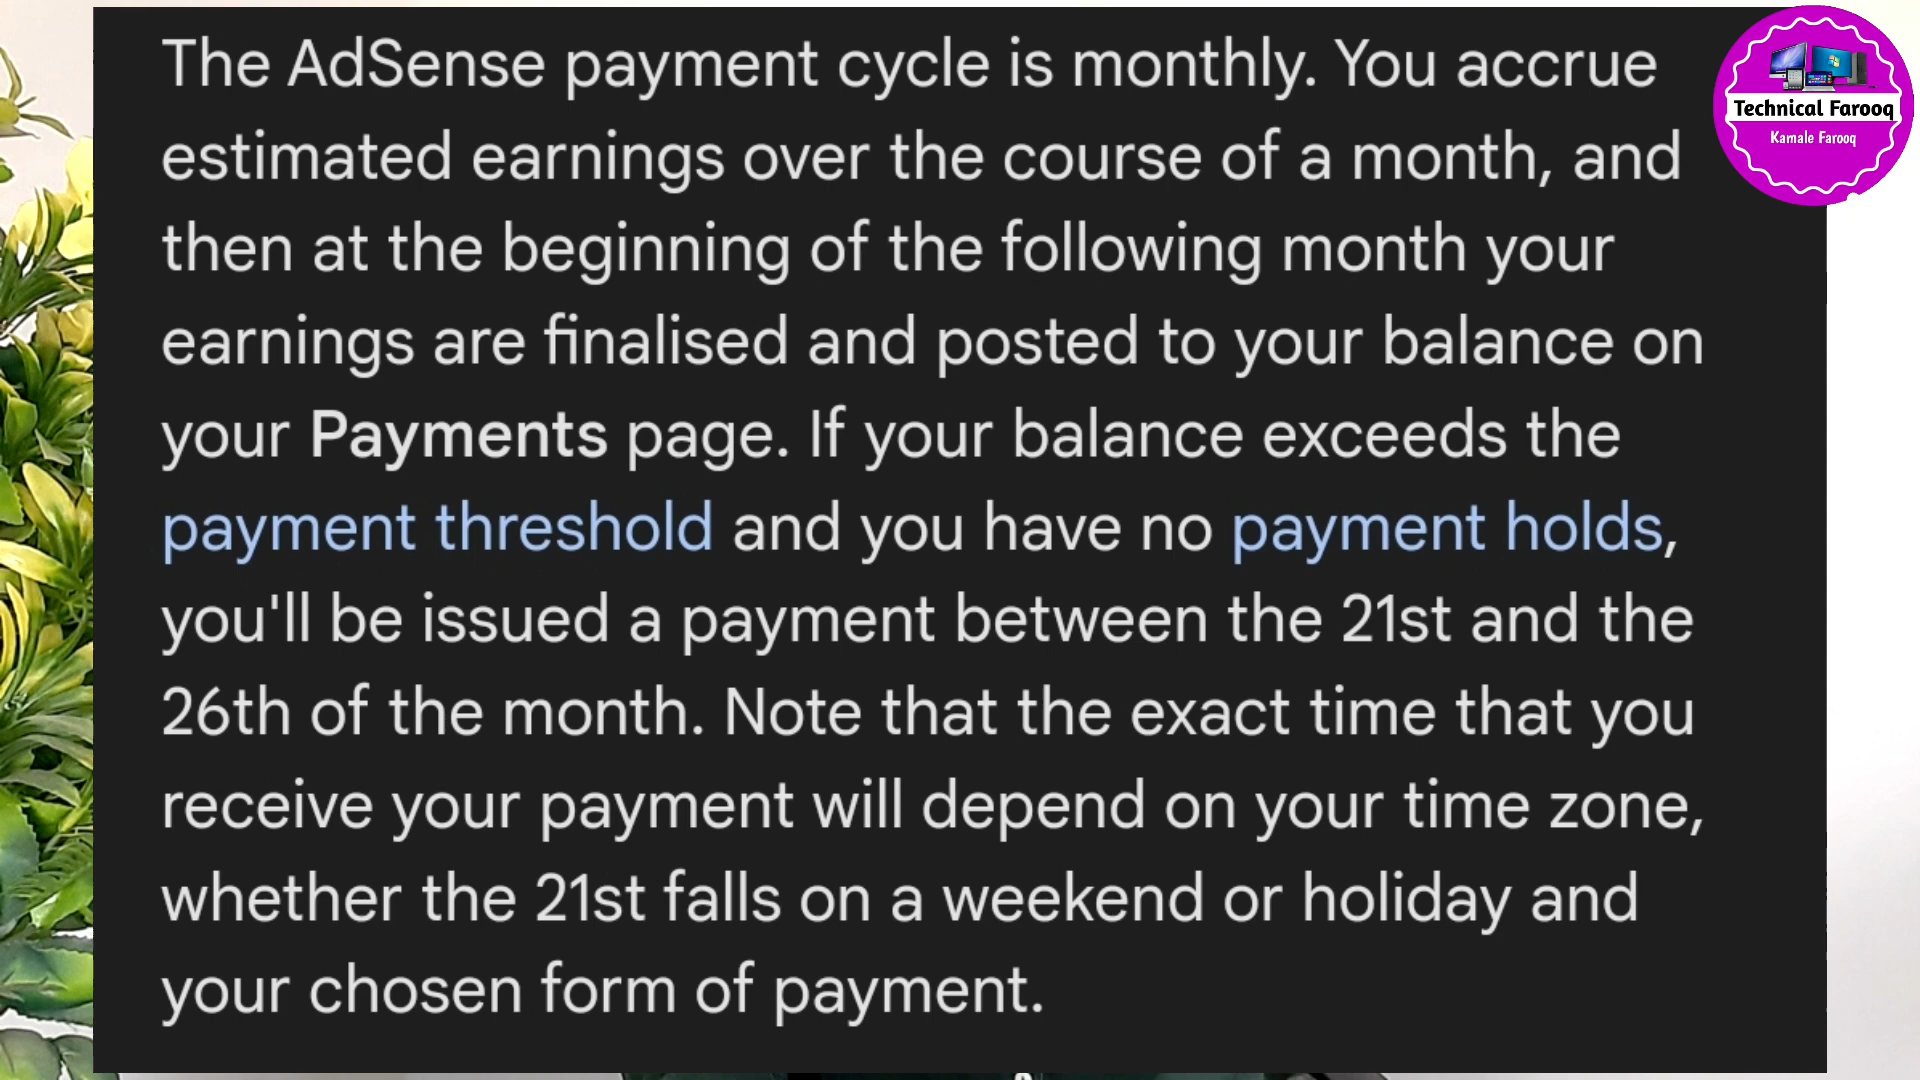 The AdSense payment cycle is monthly. You accrue
estimated earnings over the course of a month, and
then at the beginning of the following month your
earnings are finalised and posted to your balance on
your Payments page. If your balance exceeds the
payment threshold and you have no payment holds,
you'll be issued a payment between the 21st and the
26th of the month. Note that the exact time that you
receive your payment will depend on your time zone,
whether the 21st falls on a weekend or holiday and
your chosen form of payment.
Technical Farooq
Kamale Farooq